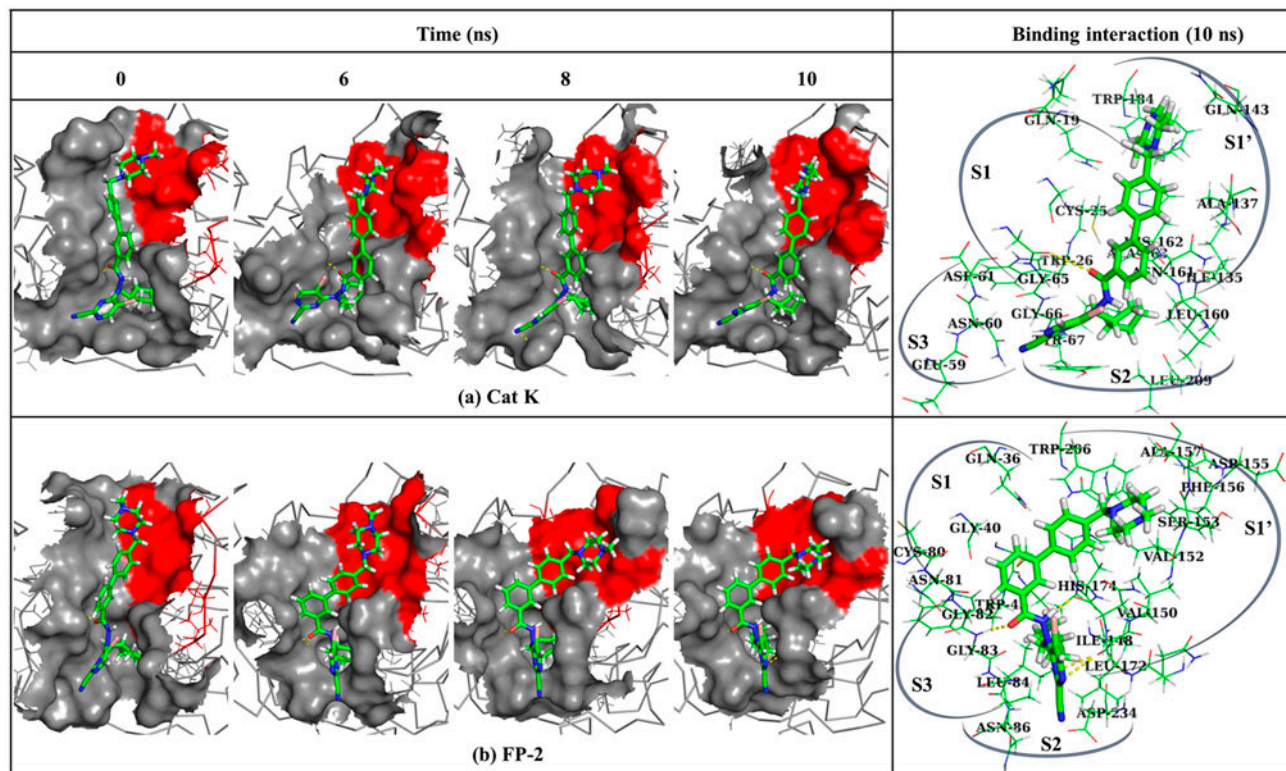 Time (ns)
Binding interaction (10 ns)
0
6
8
10
TRP-184
GLN-143
GLN-19
S1'
S1
CYS-25
ALA-137
TRP-26
ASP-61
GLY-65
ILE-135
GLY-66
LEU-160
ASN-60
S3
GLU-59
S2
LEU-209
(a) Cat K
GLN-36
TRP-206
ALA-157
ASP-155
S1
PHE-156
GLY-40
SER-153
S1'
CYS-80
VAL-152
ASN-81
HIS-174
GLY-82
TRP-4
VAL-150
GLY-83
ILE-148
LEU-172
S3
LEU-84
ASP-234
ASN-86
S2
(b) FP-2